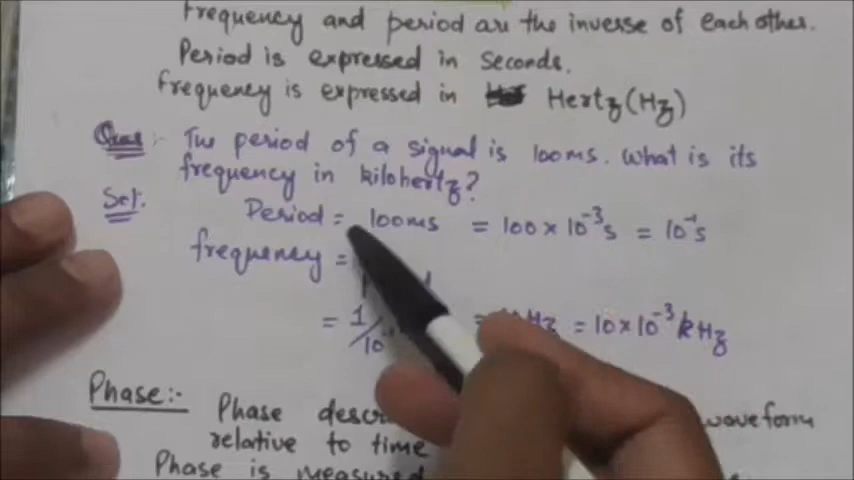 Frequency and period are the inverse of each other.
Period is expressed in seconds.
Frequency is expressed in Hertz (Hz)
Ques:- The period of a signal is 100ms. What is its
frequency in kilohertz?
Sol:
Period = 100ms = 100 × 10⁻³s = 10⁻¹s
frequency =
= 1/10 = Hz = 10 × 10⁻³ kHz
Phase:-
Phase waveform
relative to time
Phase is measured